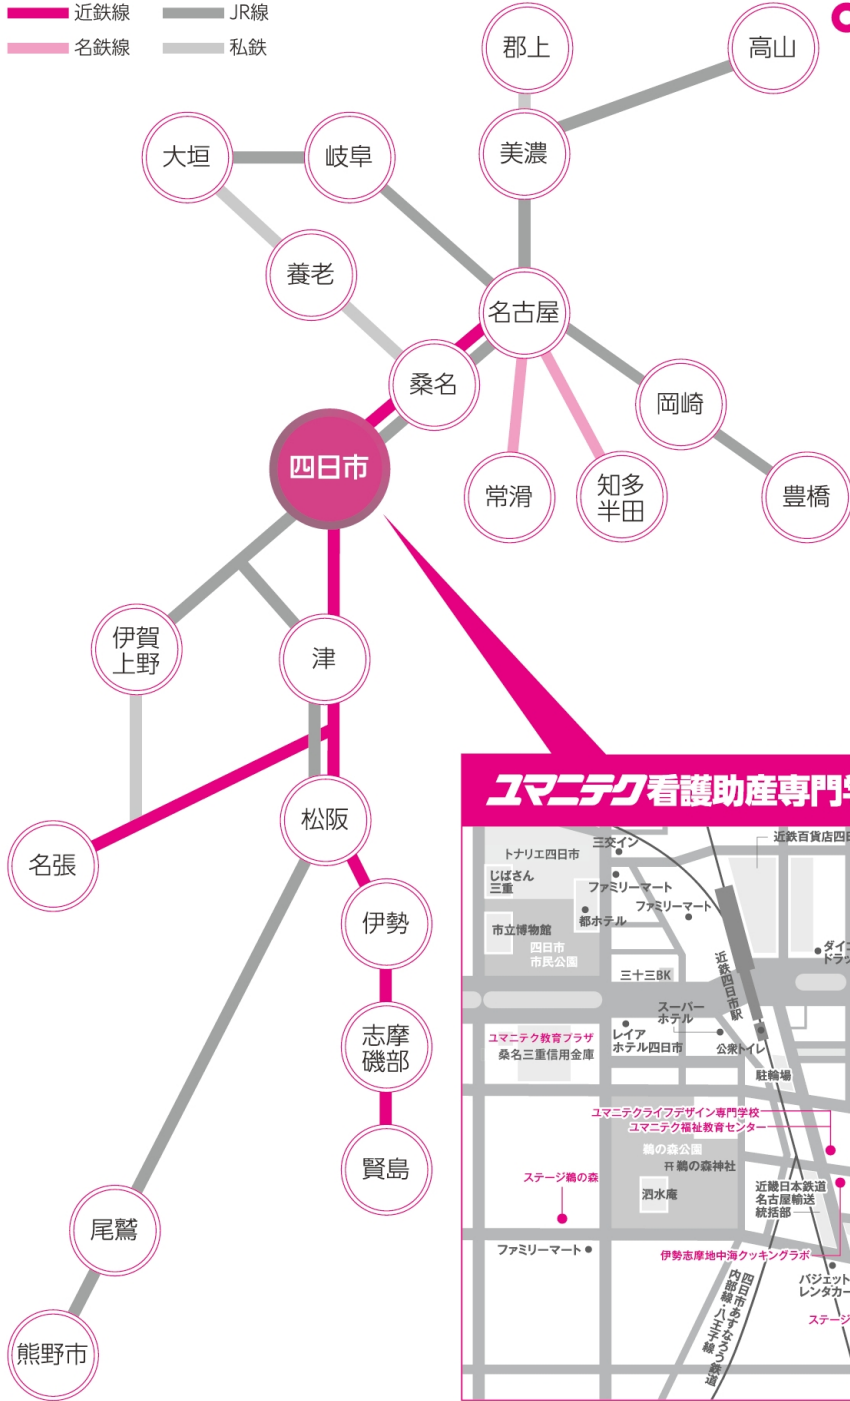 近鉄線
JR線
名鉄線
私鉄
郡上
高山
大垣
岐阜
美濃
養老
名古屋
桑名
岡崎
四日市
常滑
知多
半田
豊橋
伊賀
上野
津
松阪
名張
伊勢
志摩
磯部
賢島
尾鷲
熊野市
ユマニテク看護助産専門学
近鉄百貨店四日
三交イン
トナリエ四日市
じばさん
三重
ファミリーマート
ファミリーマート
都ホテル
市立博物館
四日市
市民公園
ダイコ
ドラッ
近鉄四日市駅
三十三BK
スーパー
ホテル
レイア
ホテル四日市
公衆トイレ
ユマニテク教育プラザ
桑名三重信用金庫
駐輪場
ユマニテクライフデザイン専門学校
ユマニテク福祉教育センター
鵜の森公園
鵜の森神社
ステージ鵜の森
泗水庵
近畿日本鉄道
名古屋輸送
統括部
ファミリーマート
伊勢志摩地中海クッキングラボ
バジェット
レンタカー
四日市あすなろう鉄道
内部線・八王子線
ステージ